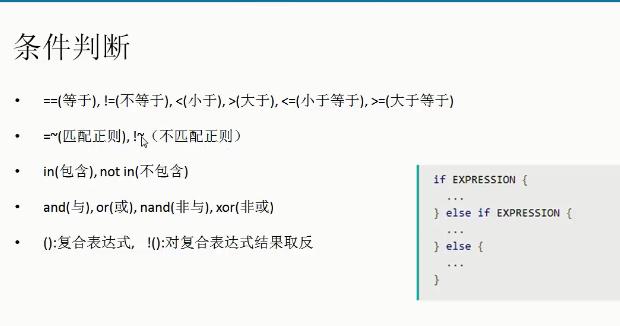 条件判断
• ==(等于), !=(不等于), <(小于), >(大于), <=(小于等于), >=(大于等于)
• =~(匹配正则), !~（不匹配正则）
• in(包含), not in(不包含)
• and(与), or(或), nand(非与), xor(非或)
• ():复合表达式, !():对复合表达式结果取反
if EXPRESSION {
...
} else if EXPRESSION {
...
} else {
...
}